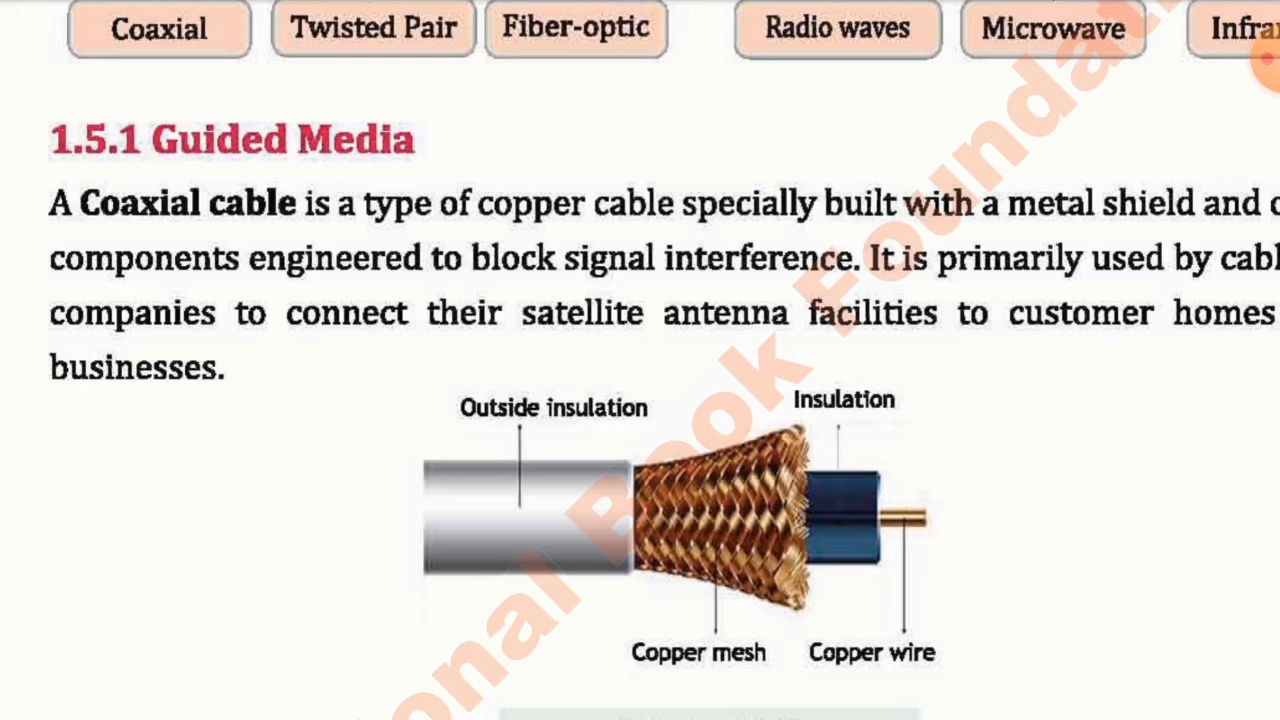 Coaxial Twisted Pair Fiber-optic Radio waves Microwave
1.5.1 Guided Media
A Coaxial cable is a type of copper cable specially built with a metal shield and
components engineered to block signal interference. It is primarily used by
companies to connect their satellite antenna facilities to customer homes
businesses.
Outside insulation Insulation
Copper mesh Copper wire
Book Foundati